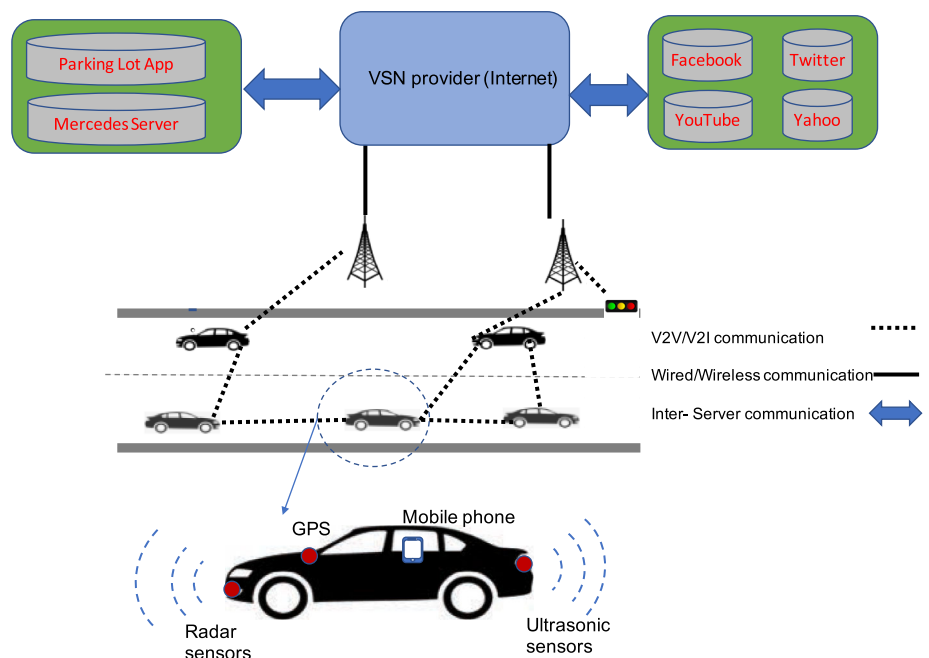 Parking Lot App
Mercedes Server
VSN provider (Internet)
Facebook
Twitter
YouTube
Yahoo
V2V/V2I communication
Wired/Wireless communication
Inter- Server communication
GPS
Mobile phone
Radar
sensors
Ultrasonic
sensors